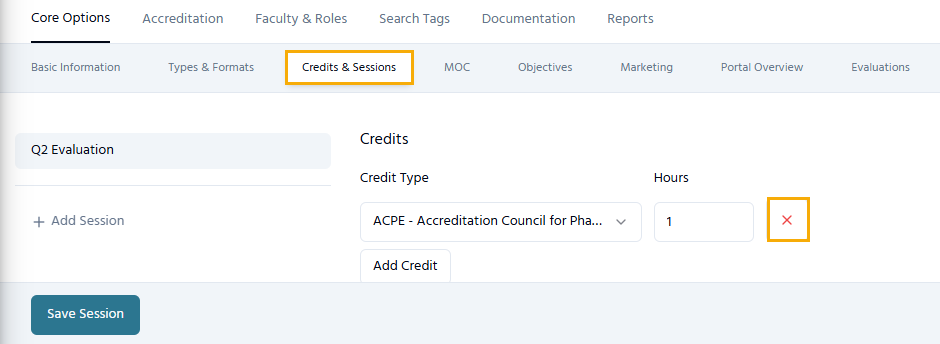 Core Options Accreditation Faculty & Roles Search Tags Documentation Reports
Basic Information Types & Formats Credits & Sessions MOC Objectives Marketing Portal Overview Evaluations
Q2 Evaluation
+ Add Session
Credits
Credit Type Hours
ACPE - Accreditation Council for Pha... 1
Add Credit
Save Session